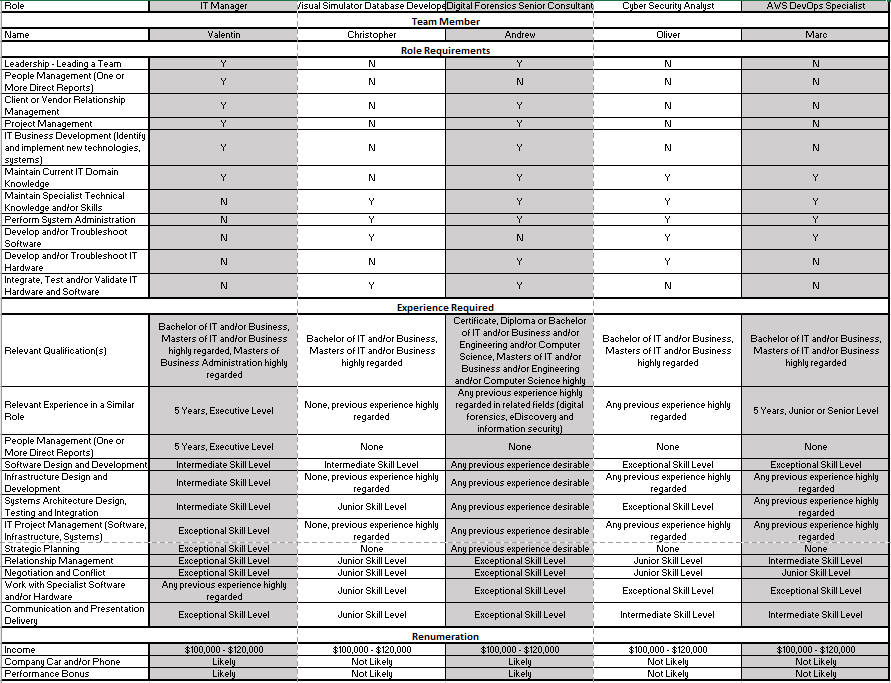 Role IT Manager Visual Simulator Database Develope Digital Forensics Senior Consultant Cyber Security Analyst AWS DevOps Specialist
Team Member
Name Valentin Christopher Andrew Oliver Marc
Role Requirements
Leadership - Leading a Team Y N Y N N
People Management (One or
More Direct Reports) Y N N N N
Client or Vendor Relationship
Management Y N Y N N
Project Management Y N Y N N
IT Business Development (Identify
and implement new technologies, Y N Y N N
systems)
Maintain Current IT Domain
Knowledge Y N Y Y Y
Maintain Specialist Technical
Knowledge and/or Skills N Y Y Y Y
Perform System Administration N Y Y Y Y
Develop and/or Troubleshoot
Software N Y N Y Y
Develop and/or Troubleshoot IT
Hardware N N Y Y N
Integrate, Test and/or Validate IT
Hardware and Software N Y Y Y N
Experience Required
Relevant Qualification(s)
Bachelor of IT and/or Business,
Masters of IT and/or Business
highly regarded, Masters of
Business Administration highly
regarded
Bachelor of IT and/or Business,
Masters of IT and/or Business
highly regarded
Certificate, Diploma or Bachelor
of IT and/or Business and/or
Engineering and/or Computer
Science, Masters of IT and/or
Business and/or Engineering
and/or Computer Science highly
Bachelor of IT and/or Business,
Masters of IT and/or Business
highly regarded
Bachelor of IT and/or Business,
Masters of IT and/or Business
highly regarded
Relevant Experience in a Similar
Role
5 Years, Executive Level
None, previous experience highly
regarded
Any previous experience highly
regarded in related fields (digital
forensics, eDiscovery and
information security)
Any previous experience highly
regarded
5 Years, Junior or Senior Level
People Management (One or
More Direct Reports)
5 Years, Executive Level None None None None
Software Design and Development Intermediate Skill Level Intermediate Skill Level Any previous experience desirable Exceptional Skill Level Exceptional Skill Level
Infrastructure Design and
Development
Intermediate Skill Level
None, previous experience highly
regarded
Any previous experience desirable
Any previous experience highly
regarded
Any previous experience highly
regarded
Systems Architecture Design,
Testing and Integration
Intermediate Skill Level
Junior Skill Level
Any previous experience desirable
Exceptional Skill Level
Any previous experience highly
regarded
IT Project Management (Software,
Infrastructure, Systems)
Exceptional Skill Level
None, previous experience highly
regarded
Any previous experience desirable
Any previous experience highly
regarded
Any previous experience highly
regarded
Strategic Planning Exceptional Skill Level None Any previous experience desirable None None
Relationship Management Exceptional Skill Level Junior Skill Level Exceptional Skill Level Junior Skill Level Intermediate Skill Level
Negotiation and Conflict Exceptional Skill Level Junior Skill Level Exceptional Skill Level Junior Skill Level Junior Skill Level
Work with Specialist Software
and/or Hardware
Any previous experience highly
regarded
Junior Skill Level Exceptional Skill Level Exceptional Skill Level Exceptional Skill Level
Communication and Presentation
Delivery
Exceptional Skill Level Junior Skill Level Exceptional Skill Level Intermediate Skill Level Intermediate Skill Level
Renumeration
Income $100,000 - $120,000 $100,000 - $120,000 $100,000 - $120,000 $100,000 - $120,000 $100,000 - $120,000
Company Car and/or Phone Likely Not Likely Likely Not Likely Not Likely
Performance Bonus Likely Not Likely Likely Not Likely Not Likely